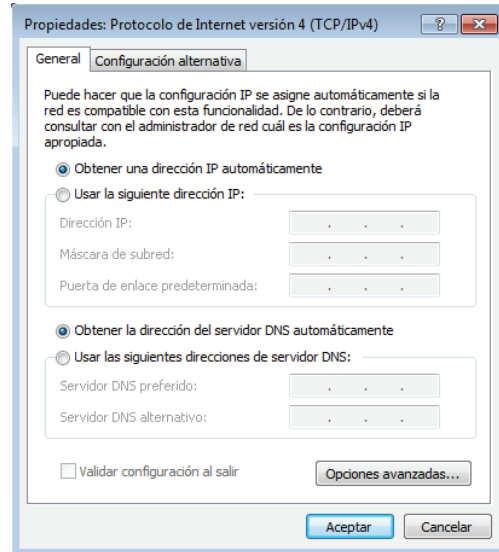 Propiedades: Protocolo de Internet versión 4 (TCP/IPv4)
General
Configuración alternativa
Puede hacer que la configuración IP se asigne automáticamente si la
red es compatible con esta funcionalidad. De lo contrario, deberá
consultar con el administrador de red cuál es la configuración IP
apropiada.
Obtener una dirección IP automáticamente
Usar la siguiente dirección IP:
Dirección IP:
Máscara de subred:
Puerta de enlace predeterminada:
Obtener la dirección del servidor DNS automáticamente
Usar las siguientes direcciones de servidor DNS:
Servidor DNS preferido:
Servidor DNS alternativo:
Validar configuración al salir
Opciones avanzadas...
Aceptar
Cancelar